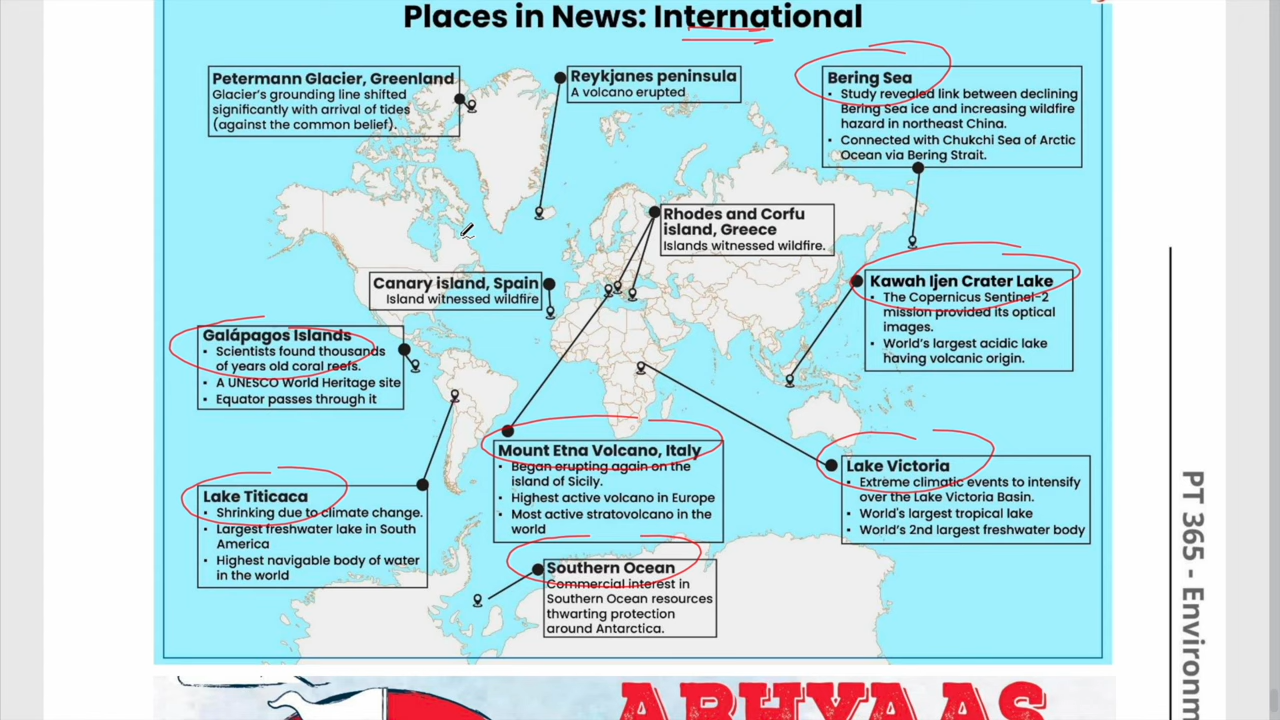 Places in News: International
Petermann Glacier, Greenland
Glacier's grounding line shifted
significantly with arrival of tides
(against the common belief).
Reykjanes peninsula
A volcano erupted
Bering Sea
▪ Study revealed link between declining
Bering Sea ice and increasing wildfire
hazard in northeast China.
▪ Connected with Chukchi Sea of Arctic
Ocean via Bering Strait.
Rhodes and Corfu
island, Greece
Islands witnessed wildfire.
Canary island, Spain
Island witnessed wildfire
Kawah Ijen Crater Lake
▪ The Copernicus Sentinel-2
mission provided its optical
images.
▪ World's largest acidic lake
having volcanic origin.
Galápagos Islands
▪ Scientists found thousands
of years old coral reefs.
▪ A UNESCO World Heritage site
▪ Equator passes through it
Mount Etna Volcano, Italy
▪ Began erupting again on the
island of Sicily.
▪ Highest active volcano in Europe
▪ Most active stratovolcano in the
world
Lake Victoria
▪ Extreme climatic events to intensify
over the Lake Victoria Basin.
▪ World's largest tropical lake
▪ World's 2nd largest freshwater body
Lake Titicaca
▪ Shrinking due to climate change.
▪ Largest freshwater lake in South
America
▪ Highest navigable body of water
in the world
Southern Ocean
Commercial interest in
Southern Ocean resources
thwarting protection
around Antarctica.
PT 365 - Environm
ABHYAAS